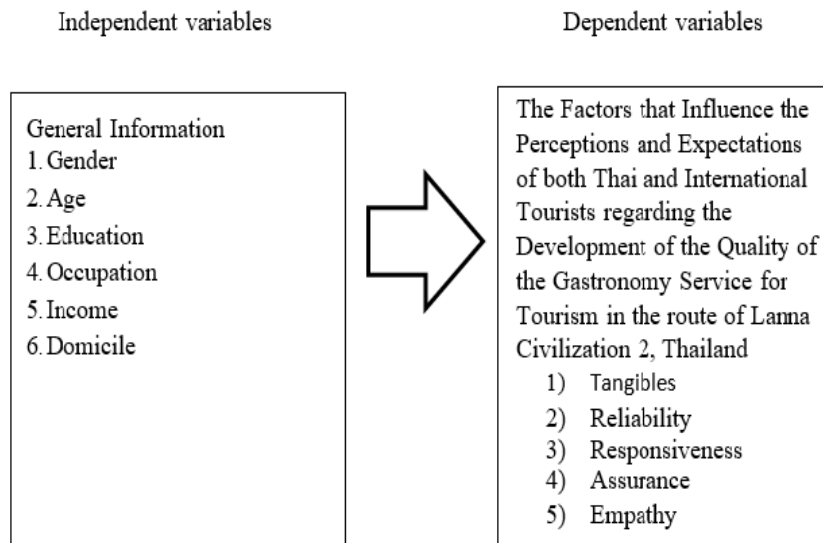 Independent variables
Dependent variables
General Information
1. Gender
2. Age
3. Education
4. Occupation
5. Income
6. Domicile
The Factors that Influence the
Perceptions and Expectations
of both Thai and International
Tourists regarding the
Development of the Quality of
the Gastronomy Service for
Tourism in the route of Lanna
Civilization 2, Thailand
1) Tangibles
2) Reliability
3) Responsiveness
4) Assurance
5) Empathy